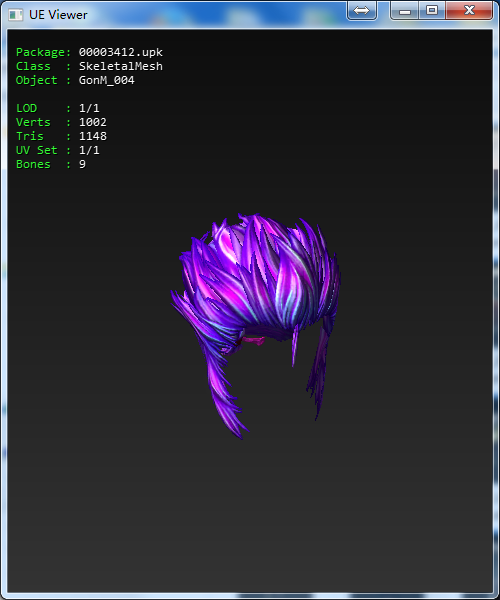 UE Viewer
Package: 00003412.upk
Class : SkeletalMesh
Object : GonM_004
LOD : 1/1
Verts : 1002
Tris : 1148
UV Set : 1/1
Bones : 9